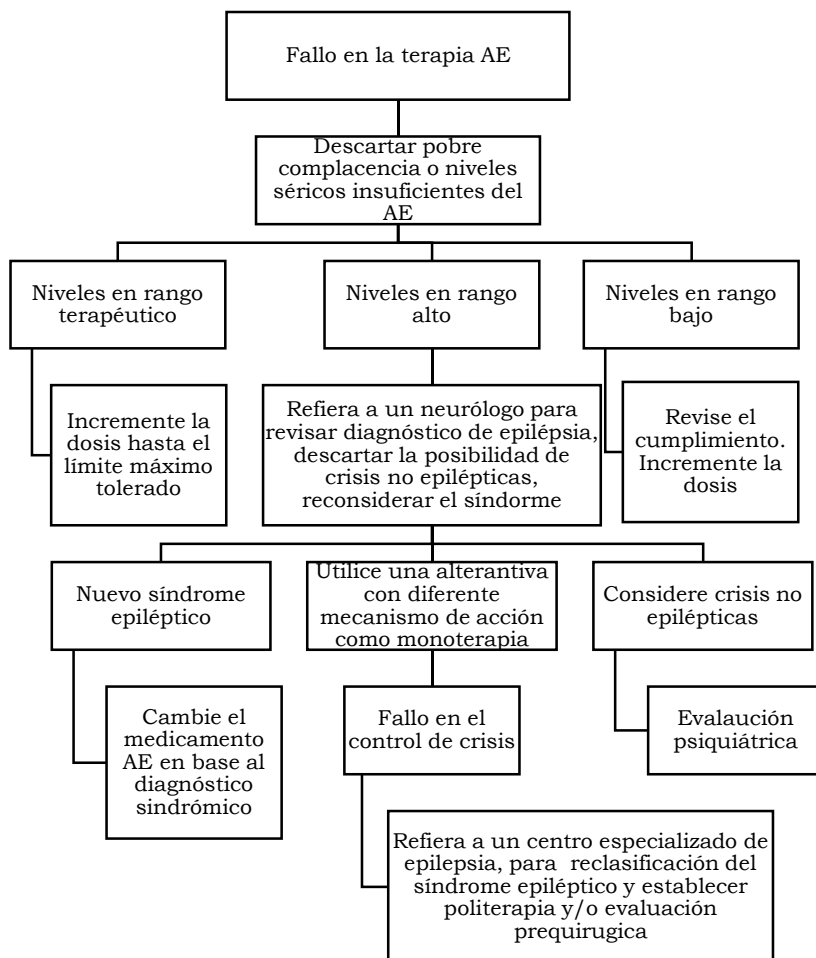 Fallo en la terapia AE
Descartar pobre
complacencia o niveles
séricos insuficientes del
AE
Niveles en rango
terapéutico
Niveles en rango
alto
Niveles en rango
bajo
Incremente la
dosis hasta el
límite máximo
tolerado
Refiera a un neurólogo para
revisar diagnóstico de epilépsia,
descartar la posibilidad de
crisis no epilépticas,
reconsiderar el síndorme
Revise el
cumplimiento.
Incremente la
dosis
Nuevo síndrome
epiléptico
Utilice una alterantiva
con diferente
mecanismo de acción
como monoterapia
Considere crisis no
epilépticas
Cambie el
medicamento
AE en base al
diagnóstico
sindrómico
Fallo en el
control de crisis
Evalaución
psiquiátrica
Refiera a un centro especializado de
epilepsia, para reclasificación del
síndrome epiléptico y establecer
politerapia y/o evaluación
prequirugica